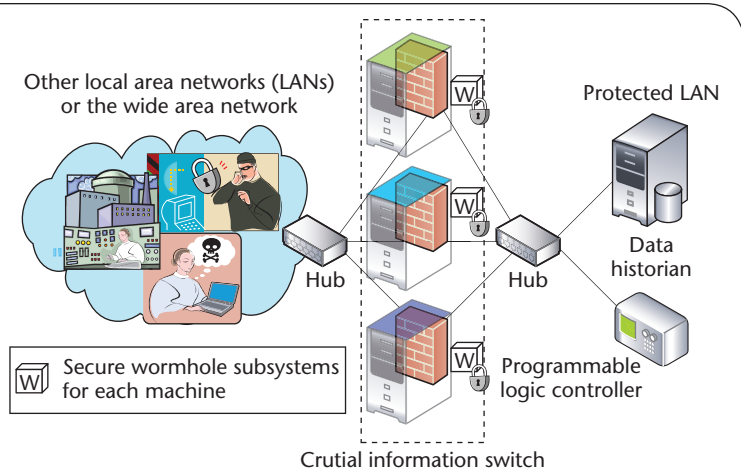 Other local area networks (LANs)
or the wide area network
W
Protected LAN
W
Hub
Hub
Data
historian
W
Programmable
logic controller
W
Secure wormhole subsystems
for each machine
Crutial information switch